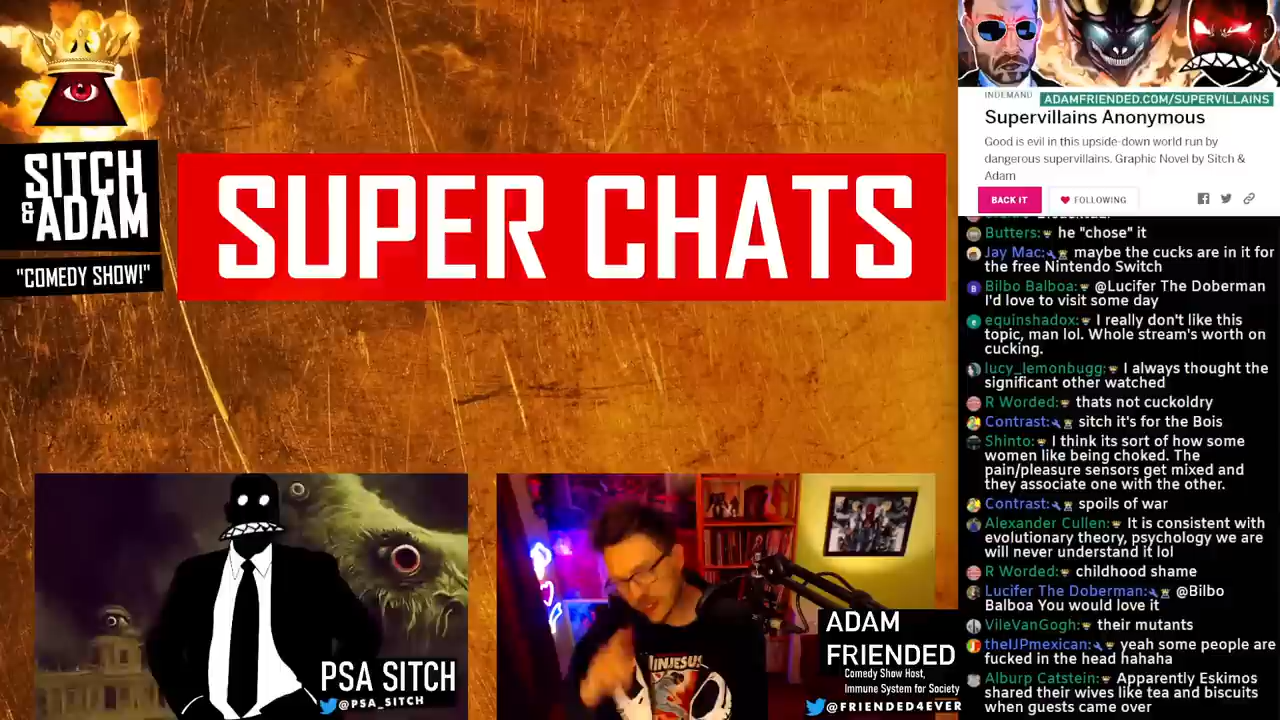 SITCH
& ADAM
"COMEDY SHOW!"
SUPER CHATS
INDEMAND
ADAMFRIENDED.COM/SUPERVILLAINS
Supervillains Anonymous
Good is evil in this upside-down world run by
dangerous supervillains. Graphic Novel by Sitch &
Adam
BACK IT
FOLLOWING
Butters: he "chose" it
Jay Mac: maybe the cucks are in it for
the free Nintendo Switch
Bilbo Balboa: @Lucifer The Doberman
I'd love to visit some day
equinshadox: I really don't like this
topic, man lol. Whole stream's worth on
cucking.
lucy_lemonbugg: I always thought the
significant other watched
R Worded: thats not cuckoldry
Contrast: sitch it's for the Bois
Shinto: I think its sort of how some
women like being choked. The
pain/pleasure sensors get mixed and
they associate one with the other.
Contrast: spoils of war
Alexander Cullen: It is consistent with
evolutionary theory, psychology we are
will never understand it lol
R Worded: childhood shame
Lucifer The Doberman: @Bilbo
Balboa You would love it
VileVanGogh: their mutants
theIJPmexican: yeah some people are
fucked in the head hahaha
Alburp Catstein: Apparently Eskimos
shared their wives like tea and biscuits
when guests came over
PSA SITCH
@PSA_SITCH
ADAM
FRIENDED
Comedy Show Host,
Immune System for Society
@FRIENDED4EVER